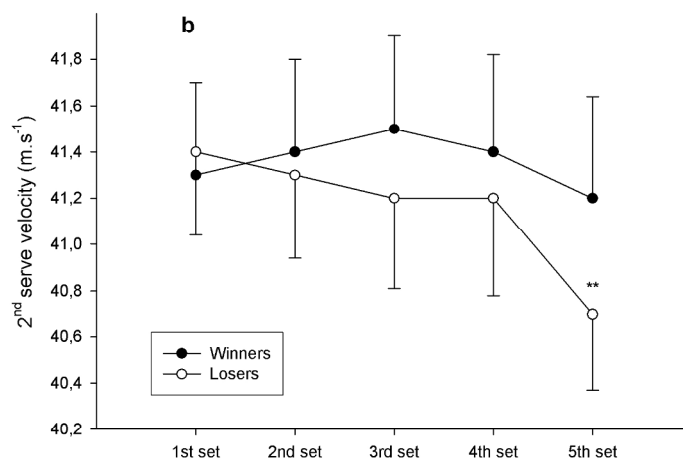 b
2nd serve velocity (m.s-1)
41,8
41,6
41,4
41,2
41,0
40,8
40,6
40,4
40,2
**
Winners
Losers
1st set
2nd set
3rd set
4th set
5th set